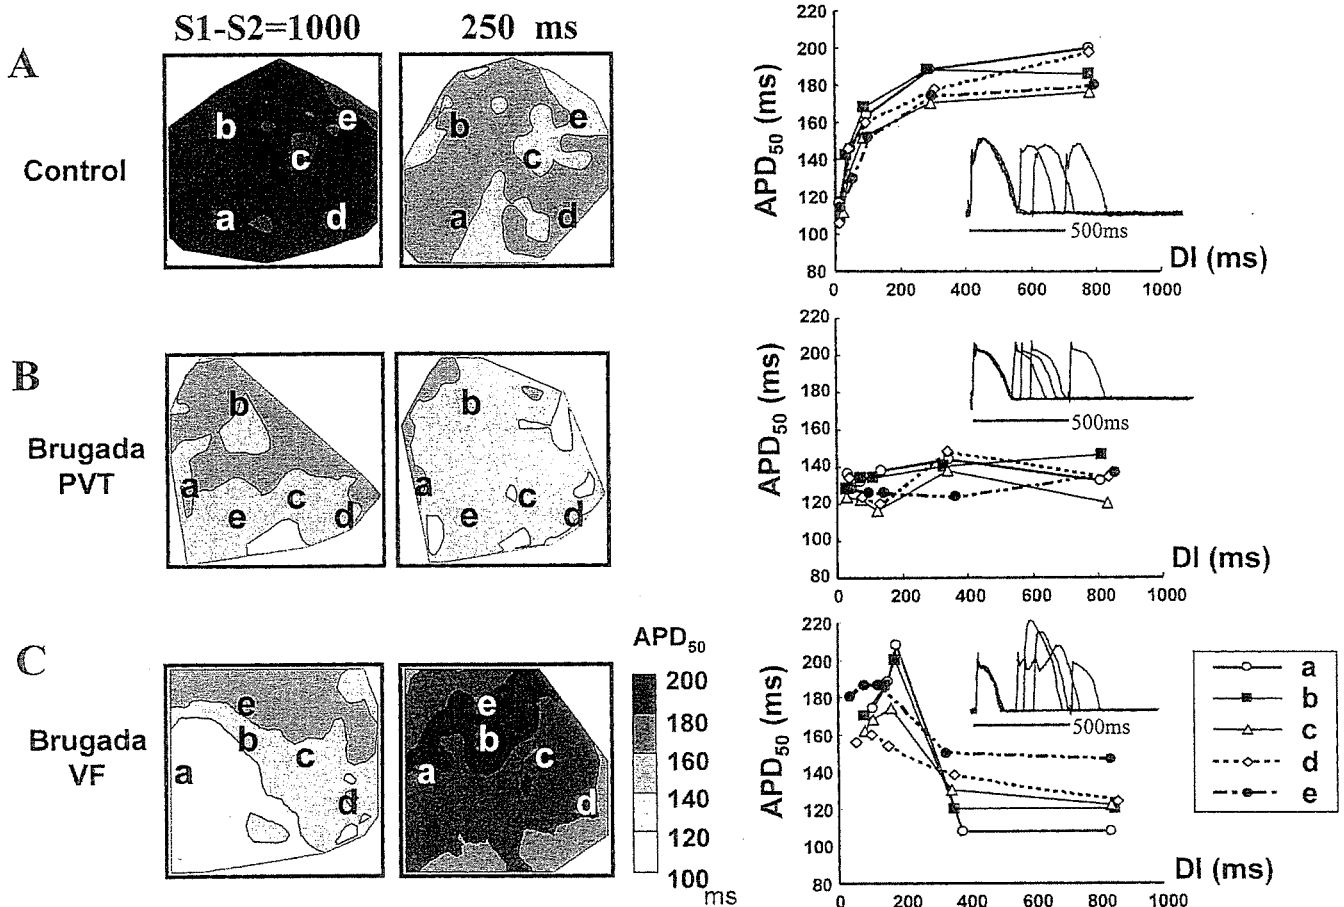 S1-S2=1000
250 ms
A
Control
b
e
c
a
d
b
e
c
a
d
APD50 (ms)
220
200
180
160
140
120
100
80
0
200
400
600
800
1000
500ms
DI (ms)
B
Brugada
PVT
b
a
c
e
d
b
a
c
e
d
APD50 (ms)
220
200
180
160
140
120
100
80
0
200
400
600
800
1000
500ms
DI (ms)
C
Brugada
VF
e
b
c
a
d
e
b
c
a
d
APD50
200
180
160
140
120
100
ms
APD50 (ms)
220
200
180
160
140
120
100
80
0
200
400
600
800
1000
500ms
DI (ms)
a
b
c
d
e